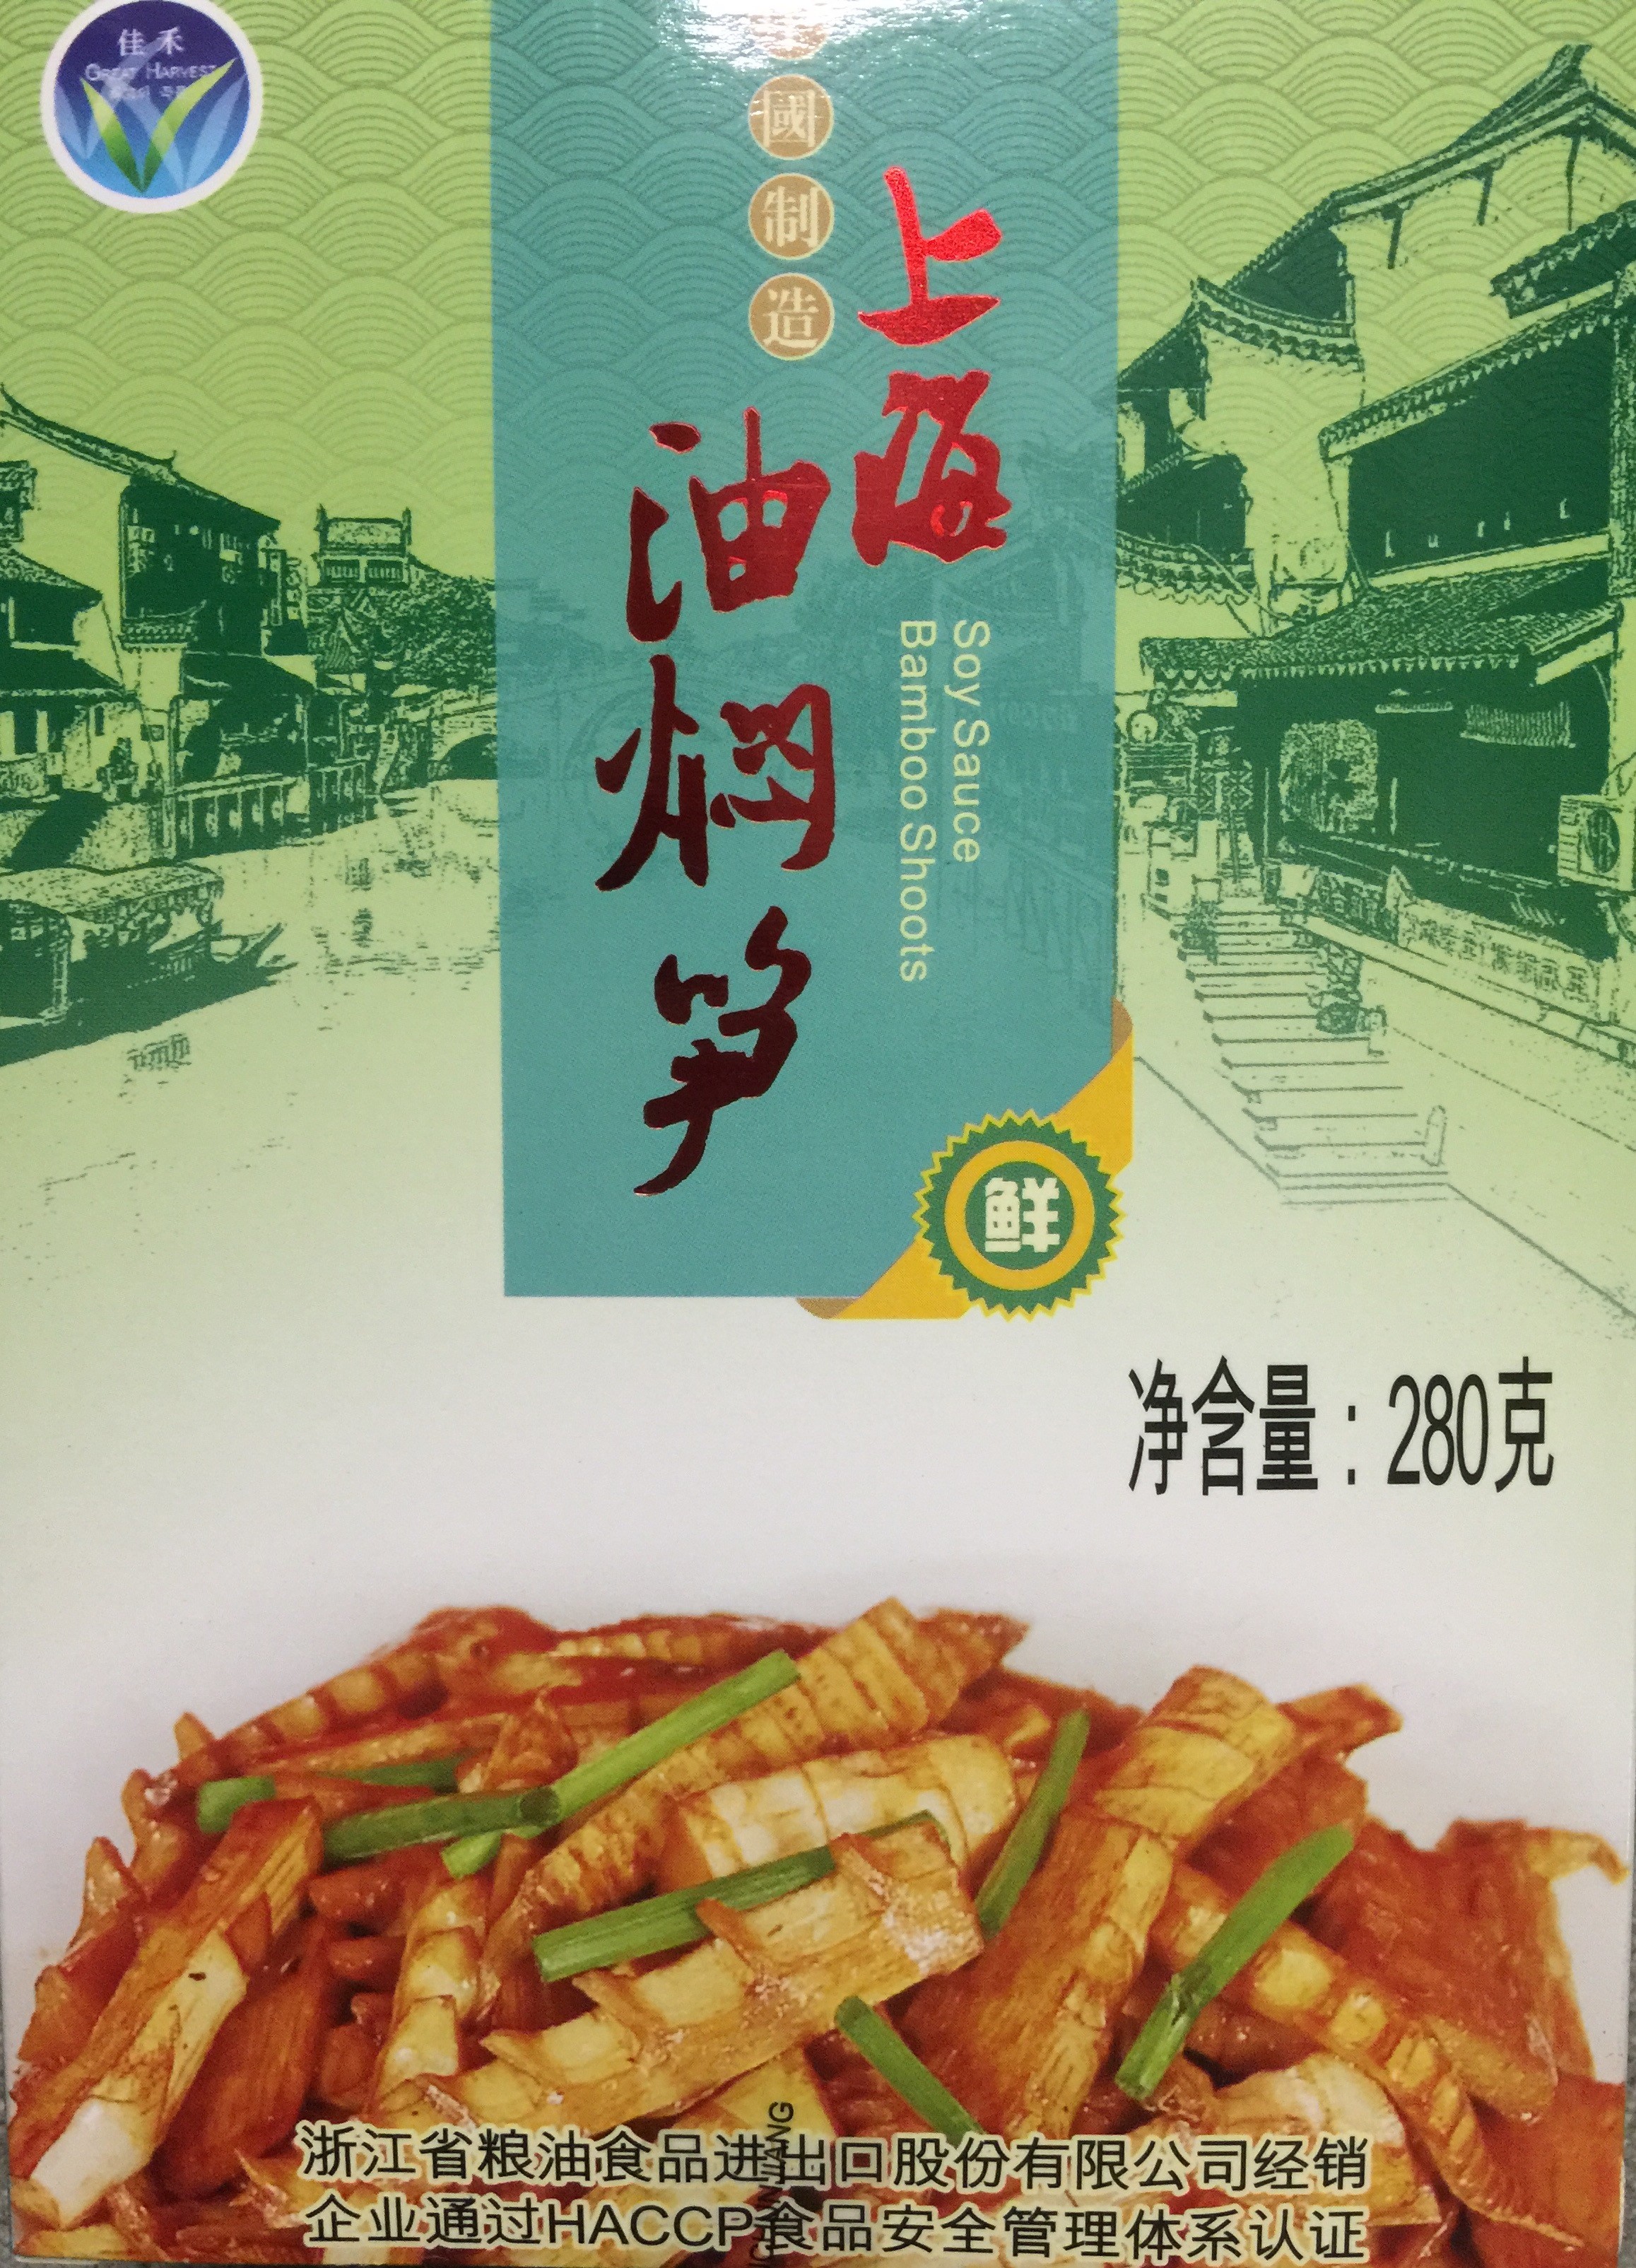 佳禾
GREAT HARVEST
國制造
上海
油焖笋
Soy Sauce
Bamboo Shoots
鲜
净含量：280克
浙江省粮油食品进出口股份有限公司经销
企业通过HACCP食品安全管理体系认证